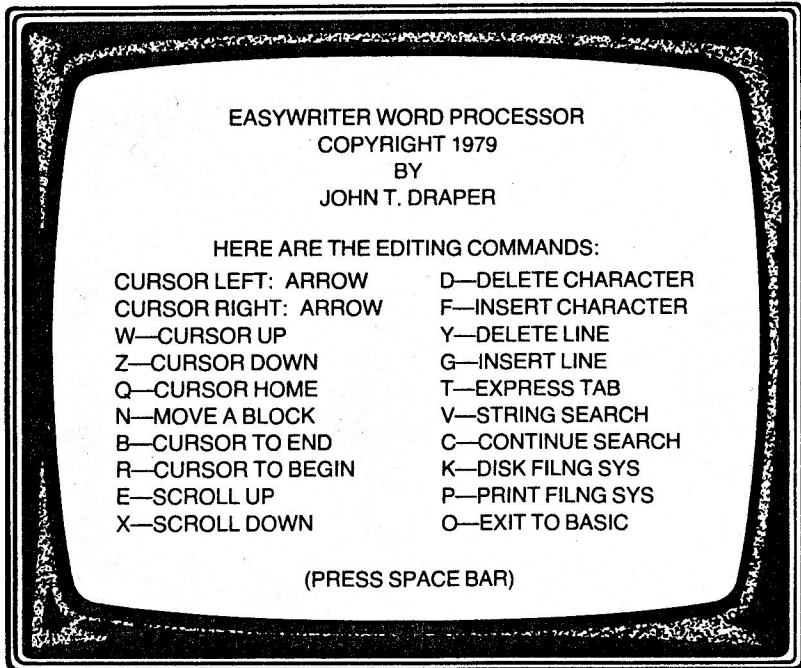 EASYWRITER WORD PROCESSOR
COPYRIGHT 1979
BY
JOHN T. DRAPER
HERE ARE THE EDITING COMMANDS:
CURSOR LEFT: ARROW D—DELETE CHARACTER
CURSOR RIGHT: ARROW F—INSERT CHARACTER
W—CURSOR UP Y—DELETE LINE
Z—CURSOR DOWN G—INSERT LINE
Q—CURSOR HOME T—EXPRESS TAB
N—MOVE A BLOCK V—STRING SEARCH
B—CURSOR TO END C—CONTINUE SEARCH
R—CURSOR TO BEGIN K—DISK FILNG SYS
E—SCROLL UP P—PRINT FILNG SYS
X—SCROLL DOWN O—EXIT TO BASIC
(PRESS SPACE BAR)